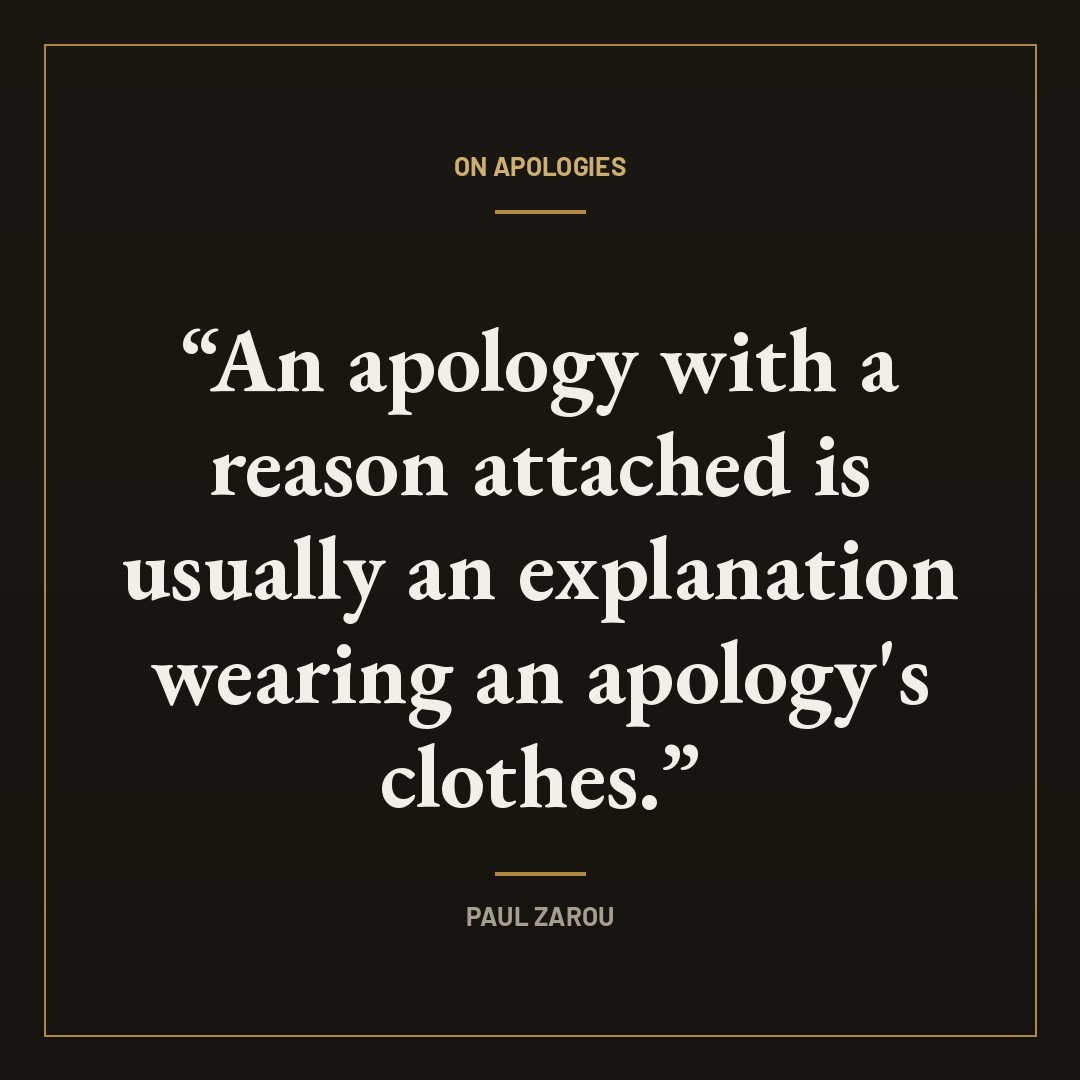 ON APOLOGIES
“An apology with a
reason attached is
usually an explanation
wearing an apology's
clothes.”
PAUL ZAROU